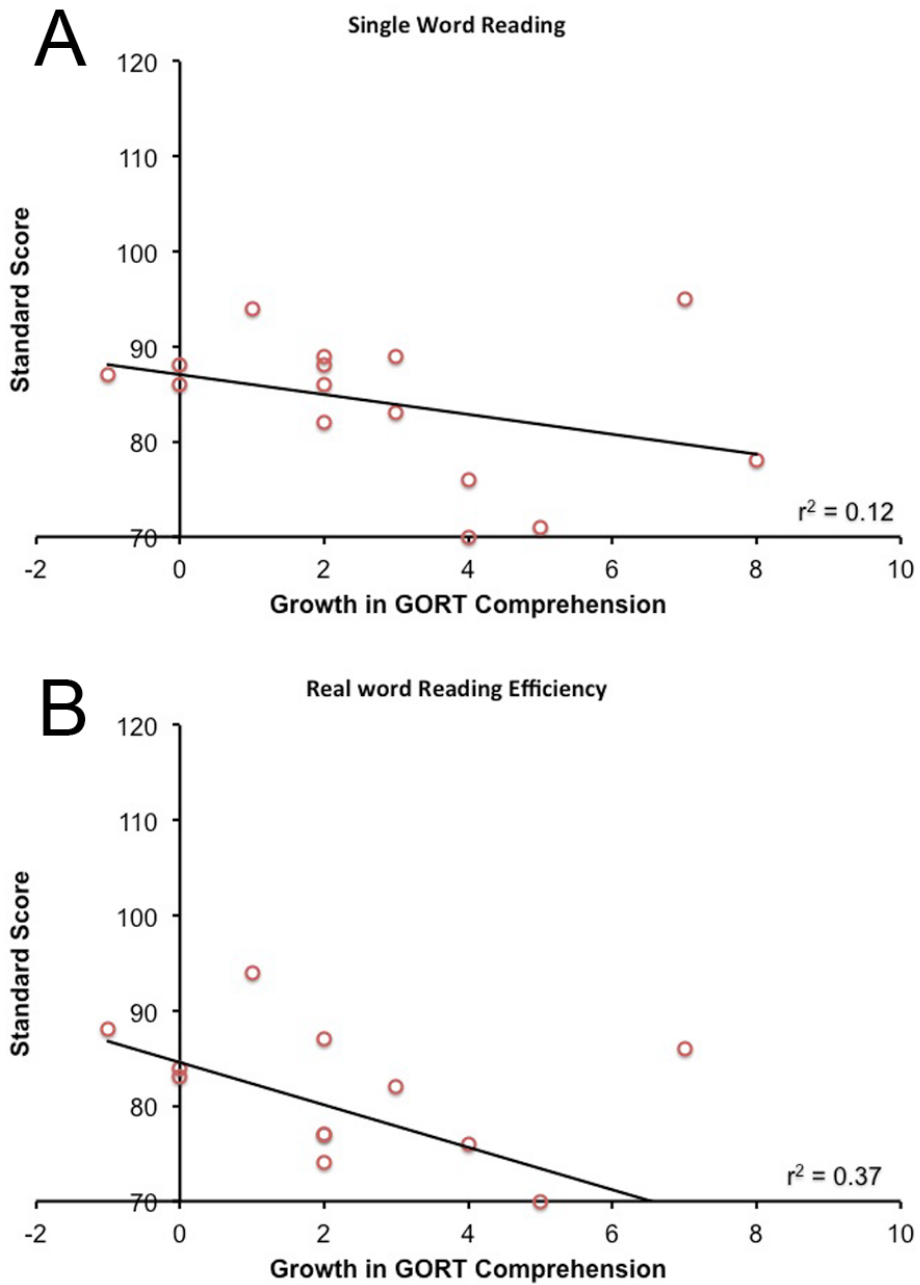 A
Single Word Reading
120
110
100
90
80
70
Standard Score
-2 0 2 4 6 8 10
r² = 0.12
Growth in GORT Comprehension
B
Real word Reading Efficiency
120
110
100
90
80
70
Standard Score
-2 0 2 4 6 8 10
r² = 0.37
Growth in GORT Comprehension